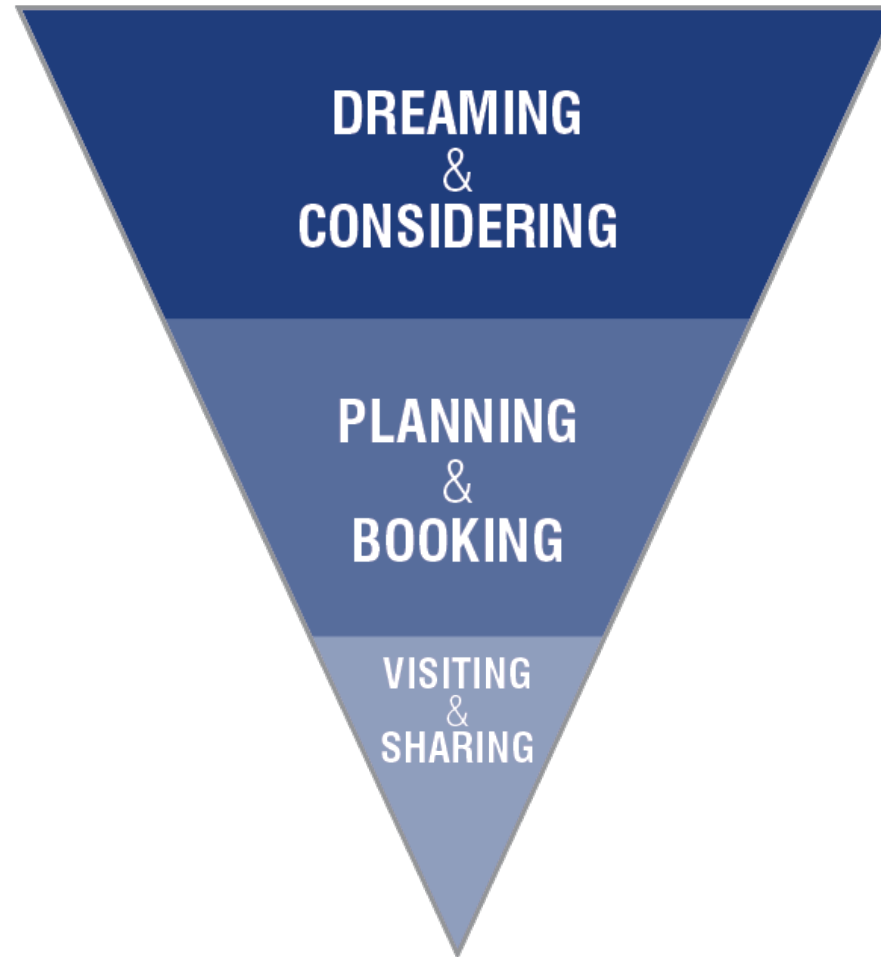 DREAMING
&
CONSIDERING
PLANNING
&
BOOKING
VISITING
&
SHARING